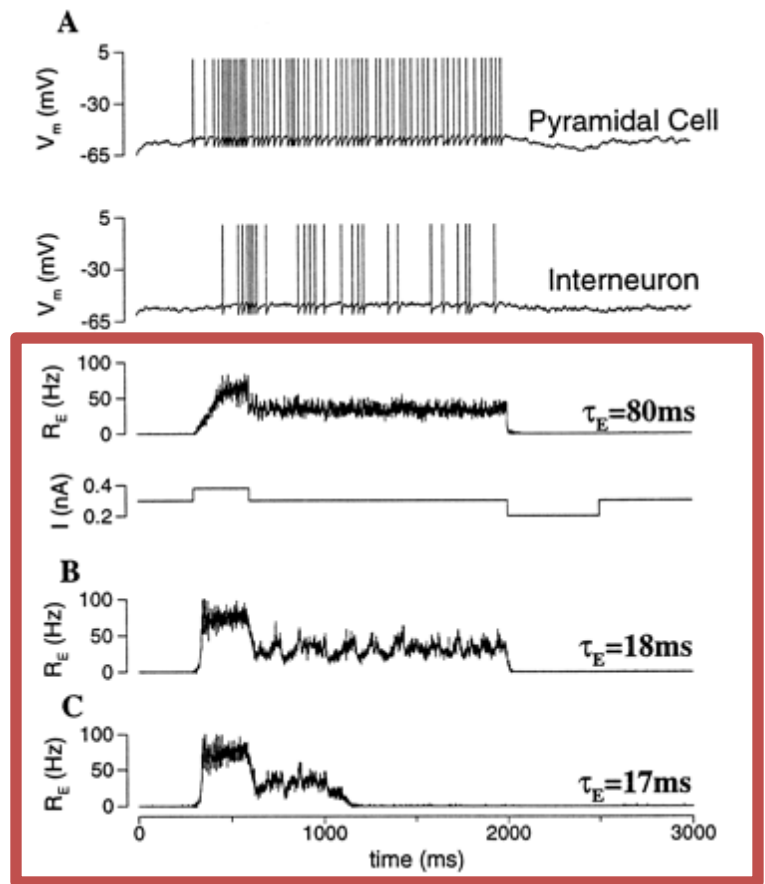 A
5
-30
-65
V_m (mV)
Pyramidal Cell
5
-30
-65
V_m (mV)
Interneuron
100
50
0
R_E (Hz)
τ_E=80ms
0.4
0.2
I (nA)
B
100
50
0
R_E (Hz)
τ_E=18ms
C
100
50
0
R_E (Hz)
τ_E=17ms
0 1000 2000 3000
time (ms)